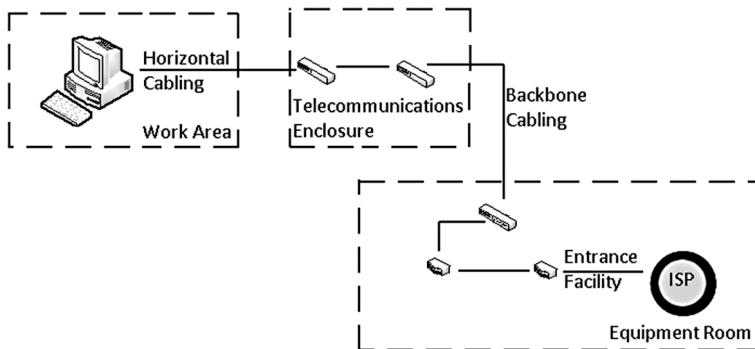 Horizontal
Cabling
Work Area
Telecommunications
Enclosure
Backbone
Cabling
Entrance
Facility
ISP
Equipment Room